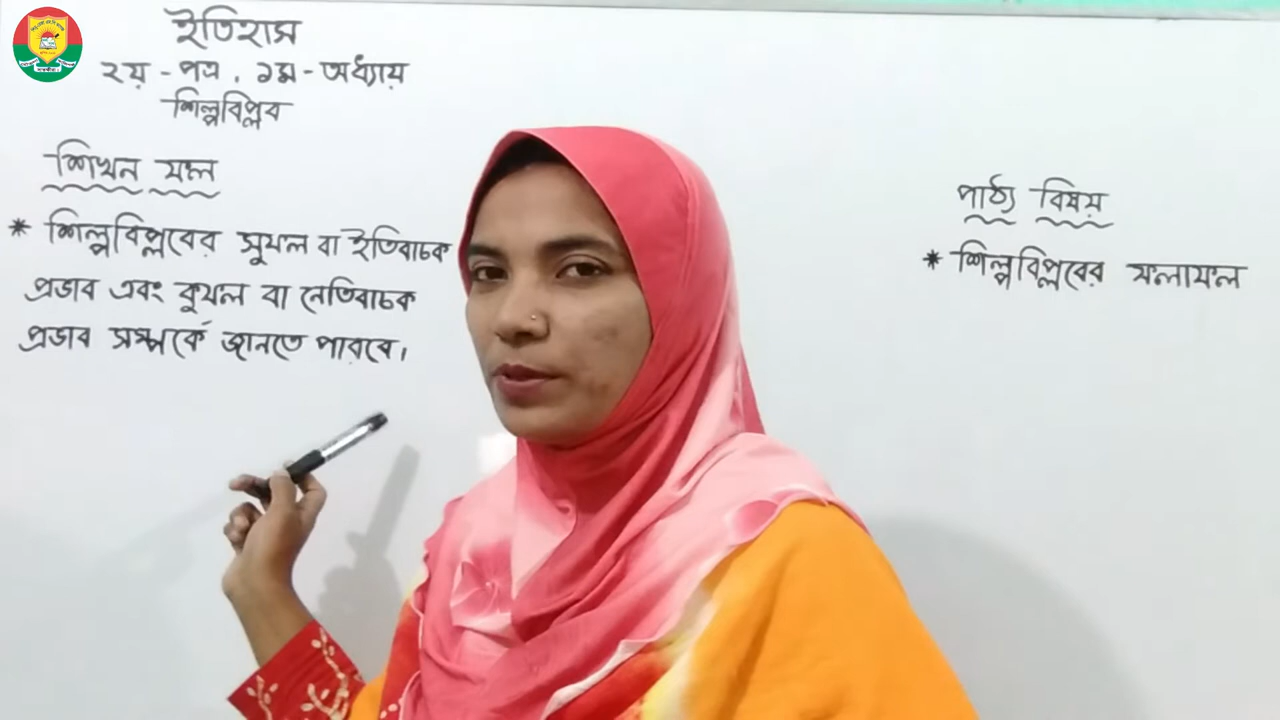 ইতিহাস
২য় - পত্র, ১ম - অধ্যায়
শিল্পবিপ্লব
শিখন ফল
* শিল্পবিপ্লবের সুফল বা ইতিবাচক
প্রভাব এবং কুফল বা নেতিবাচক
প্রভাব সম্পর্কে জানতে পারবে।
পাঠ্য বিষয়
* শিল্পবিপ্লবের ফলাফল